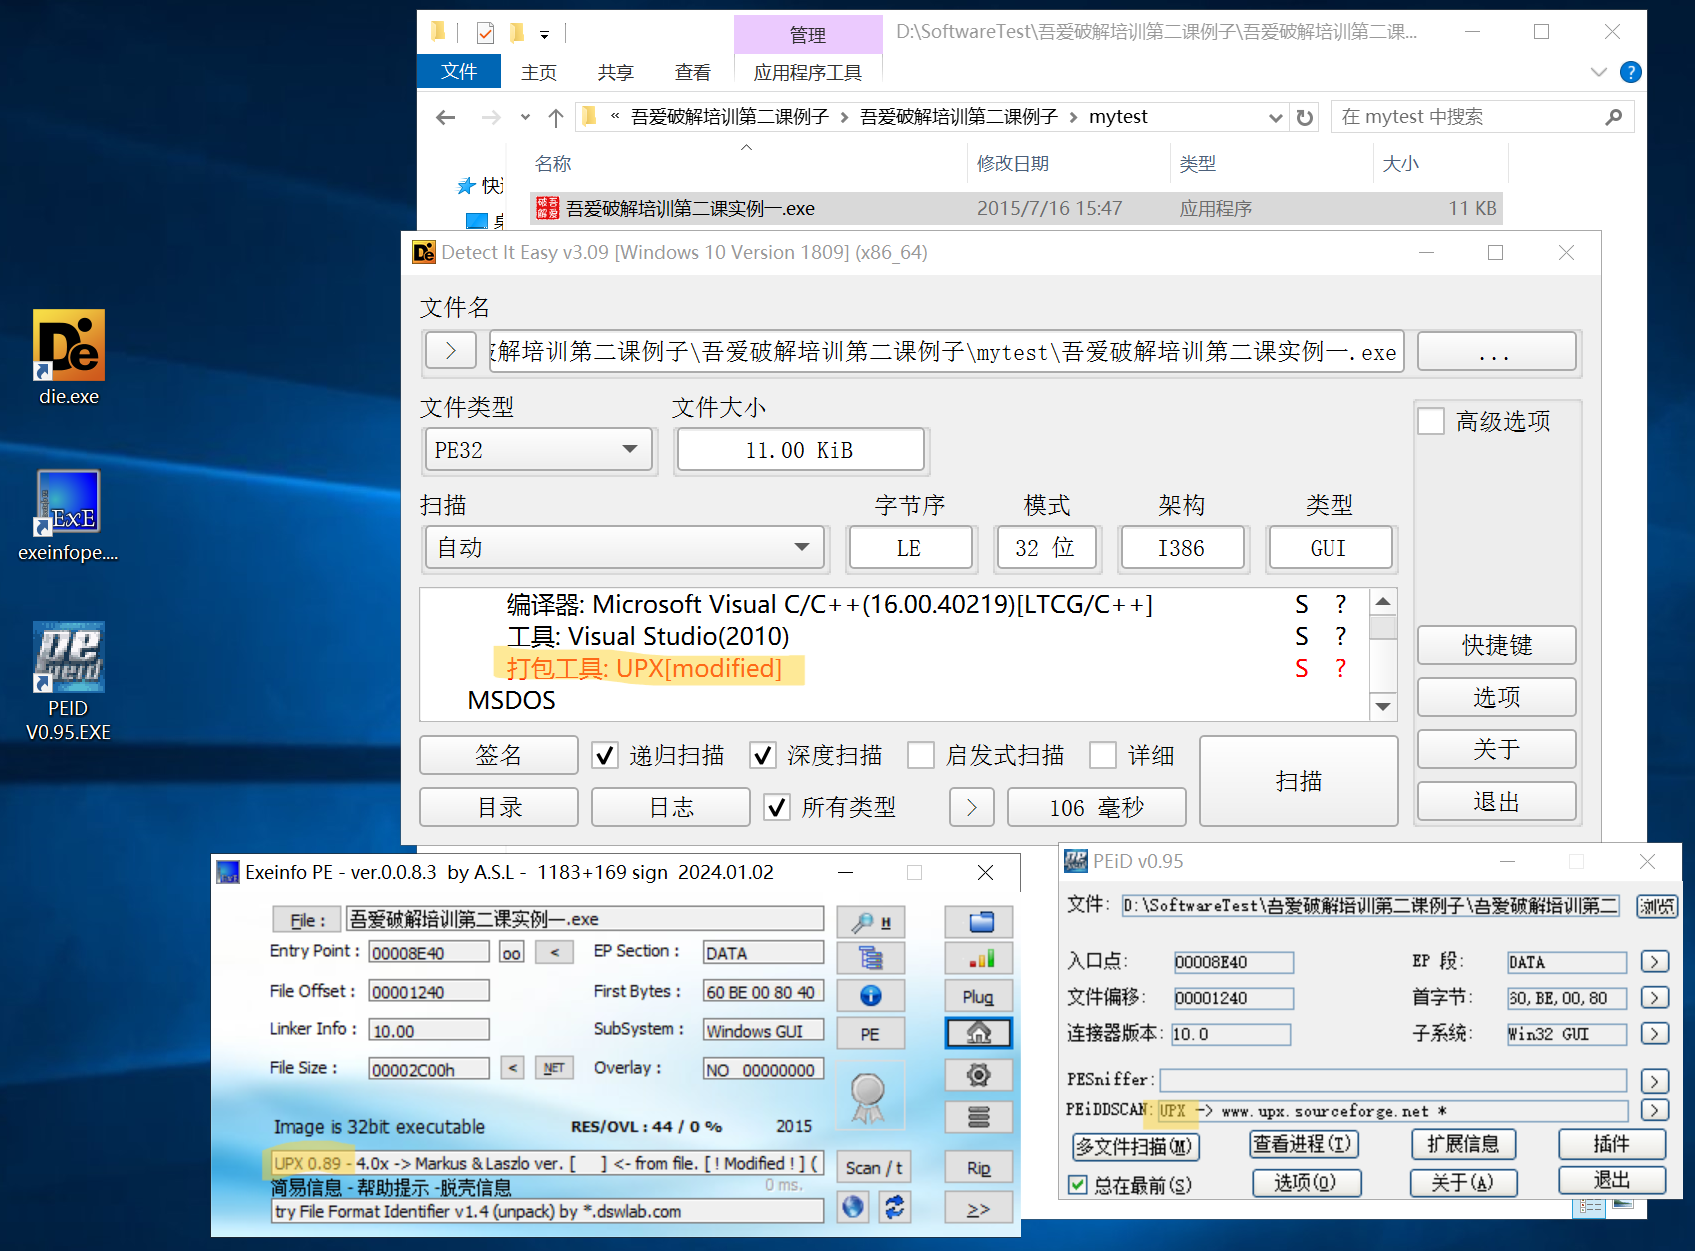 管理
D:\SoftwareTest\吾爱破解培训第二课例子\吾爱破解培训第二课...
文件
主页
共享
查看
应用程序工具
« 吾爱破解培训第二课例子 > 吾爱破解培训第二课例子 > mytest
在 mytest 中搜索
名称
修改日期
类型
大小
快
吾爱破解培训第二课实例一.exe
2015/7/16 15:47
应用程序
11 KB
Detect It Easy v3.09 [Windows 10 Version 1809] (x86_64)
文件名
>
解培训第二课例子\吾爱破解培训第二课例子\mytest\吾爱破解培训第二课实例一.exe
...
文件类型
文件大小
高级选项
PE32
11.00 KiB
扫描
字节序
模式
架构
类型
自动
LE
32 位
I386
GUI
编译器: Microsoft Visual C/C++(16.00.40219)[LTCG/C++]
S ?
工具: Visual Studio(2010)
S ?
打包工具: UPX[modified]
S ?
MSDOS
快捷键
选项
关于
退出
签名
递归扫描
深度扫描
启发式扫描
详细
扫描
目录
日志
所有类型
>
106 毫秒
die.exe
ExE
exeinfope....
PEID
V0.95.EXE
Exeinfo PE - ver.0.0.8.3 by A.S.L - 1183+169 sign 2024.01.02
File :
吾爱破解培训第二课实例一.exe
H
Entry Point :
00008E40
oo
<
EP Section :
DATA
File Offset :
00001240
First Bytes :
60 BE 00 80 40
Plug
Linker Info :
10.00
SubSystem :
Windows GUI
PE
File Size :
00002C00h
<
NET
Overlay :
NO 00000000
Image is 32bit executable
RES/OVL : 44 / 0 %
2015
UPX 0.89 - 4.0x -> Markus & Laszlo ver. [ ] <- from file. [ ! Modified ! ] (
Scan / t
Rip
简易信息 - 帮助提示 -脱壳信息
0 ms.
try File Format Identifier v1.4 (unpack) by *.dswlab.com
>>
PEiD v0.95
文件:
D:\SoftwareTest\吾爱破解培训第二课例子\吾爱破解培训第二
浏览
入口点:
00008E40
EP 段:
DATA
>
文件偏移:
00001240
首字节:
60,BE,00,80
>
连接器版本:
10.0
子系统:
Win32 GUI
>
PESniffer:
>
PEiDDSCAN:
UPX -> www.upx.sourceforge.net *
>
多文件扫描(M)
查看进程(T)
扩展信息
插件
总在最前(S)
选项(O)
关于(A)
退出